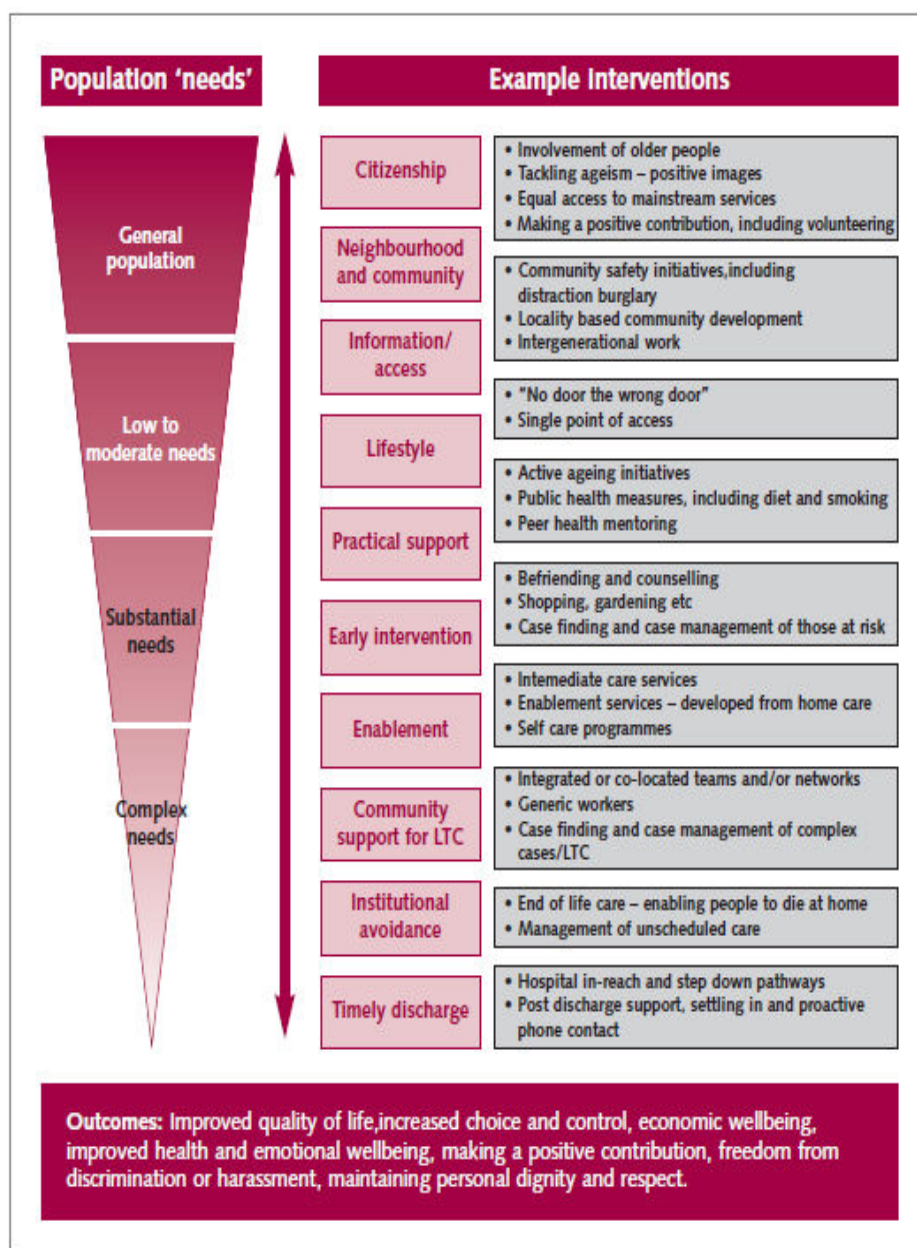 Population ‘needs’
Example Interventions
General
population
Low to
moderate needs
Substantial
needs
Complex
needs
Citizenship
Neighbourhood
and community
Information/
access
Lifestyle
Practical support
Early intervention
Enablement
Community
support for LTC
Institutional
avoidance
Timely discharge
• Involvement of older people
• Tackling ageism – positive images
• Equal access to mainstream services
• Making a positive contribution, including volunteering
• Community safety initiatives,including
distraction burglary
• Locality based community development
• Intergenerational work
• “No door the wrong door”
• Single point of access
• Active ageing initiatives
• Public health measures, including diet and smoking
• Peer health mentoring
• Befriending and counselling
• Shopping, gardening etc
• Case finding and case management of those at risk
• Intemediate care services
• Enablement services – developed from home care
• Self care programmes
• Integrated or co-located teams and/or networks
• Generic workers
• Case finding and case management of complex
cases/LTC
• End of life care – enabling people to die at home
• Management of unscheduled care
• Hospital in-reach and step down pathways
• Post discharge support, settling in and proactive
phone contact
Outcomes: Improved quality of life,increased choice and control, economic wellbeing,
improved health and emotional wellbeing, making a positive contribution, freedom from
discrimination or harassment, maintaining personal dignity and respect.